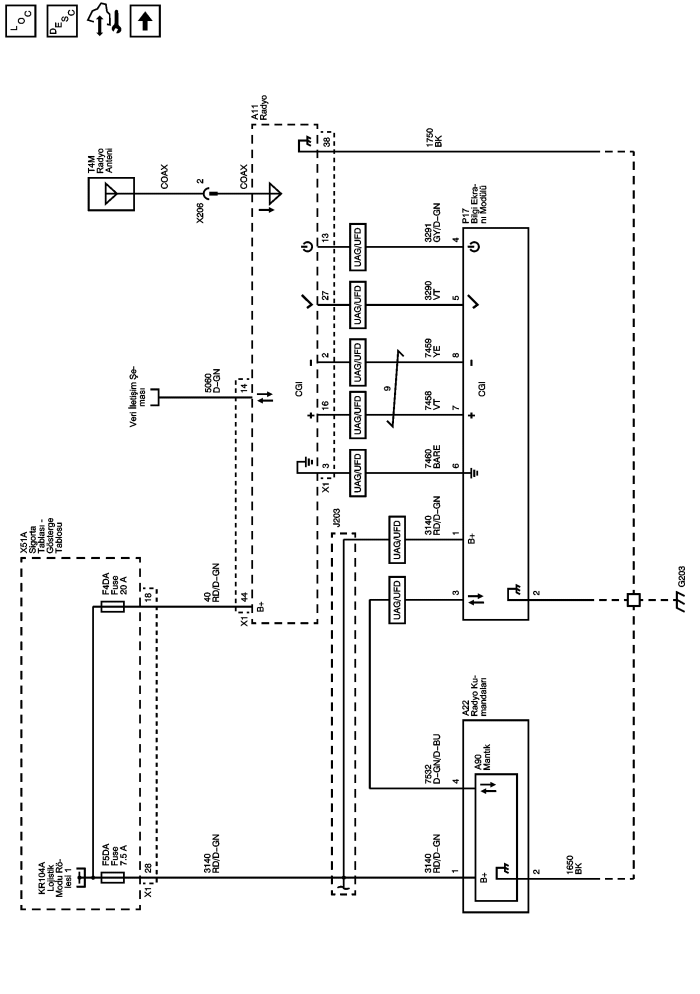 LOC
DESC
T4M
Radyo
Anteni
COAX
X206
2
COAX
A11
Radyo
38
1750
BK
13
UAG/UFD
3291
GY/D-GN
4
P17
Bilgi Ekra-
nı Modülü
27
UAG/UFD
3290
VT
5
Veri İletişim Şe-
ması
5060
D-GN
14
2
UAG/UFD
7459
YE
8
CGI
9
CGI
16
UAG/UFD
7458
VT
7
3
X1
UAG/UFD
7460
BARE
6
J203
X51A
Sigorta
Tablası -
Gösterge
Tablosu
F4DA
Fuse
20 A
18
40
RD/D-GN
X1
44
B+
UAG/UFD
3140
RD/D-GN
1
B+
UAG/UFD
3
2
G203
KR104A
Lojistik
Modu Rö-
lesi 1
F5DA
Fuse
7.5 A
X1
28
3140
RD/D-GN
7532
D-GN/D-BU
4
A22
Radyo Ku-
mandaları
A90
Mantık
3140
RD/D-GN
1
B+
2
1650
BK